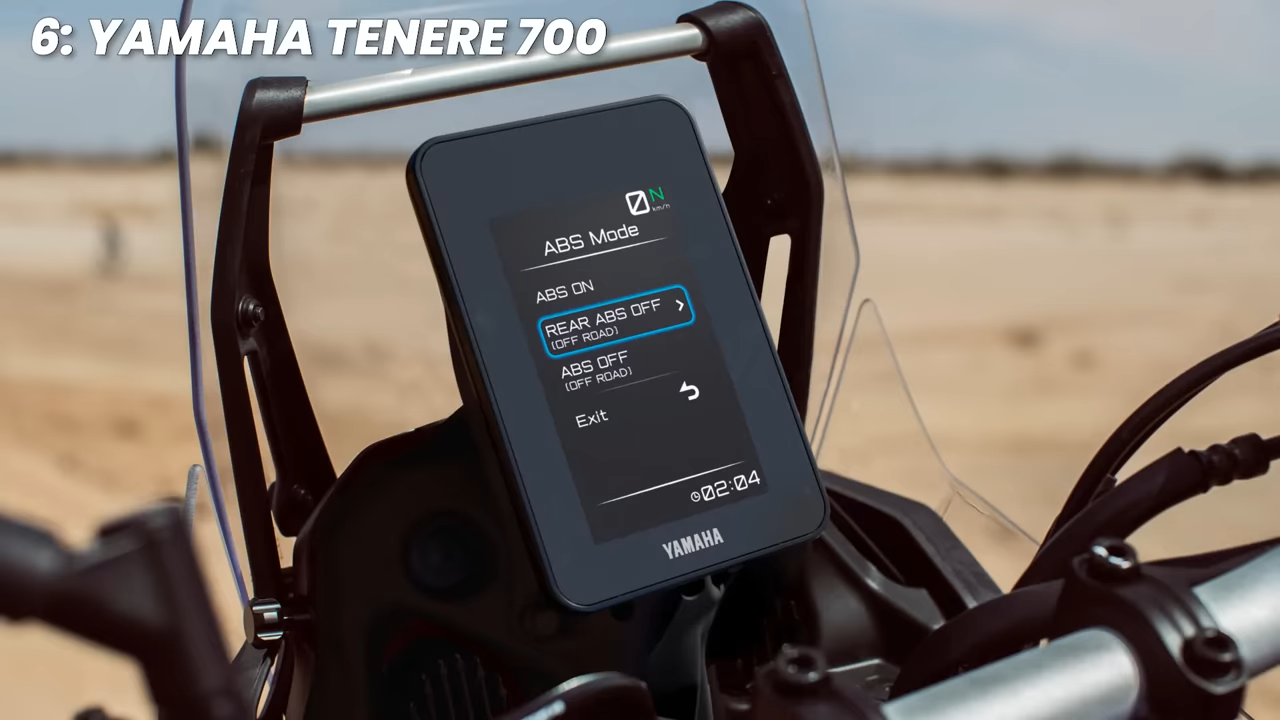 6: YAMAHA TENERE 700
0 N
km/h
ABS Mode
ABS ON
REAR ABS OFF
(OFF ROAD)
ABS OFF
(OFF ROAD)
Exit
02:04
YAMAHA